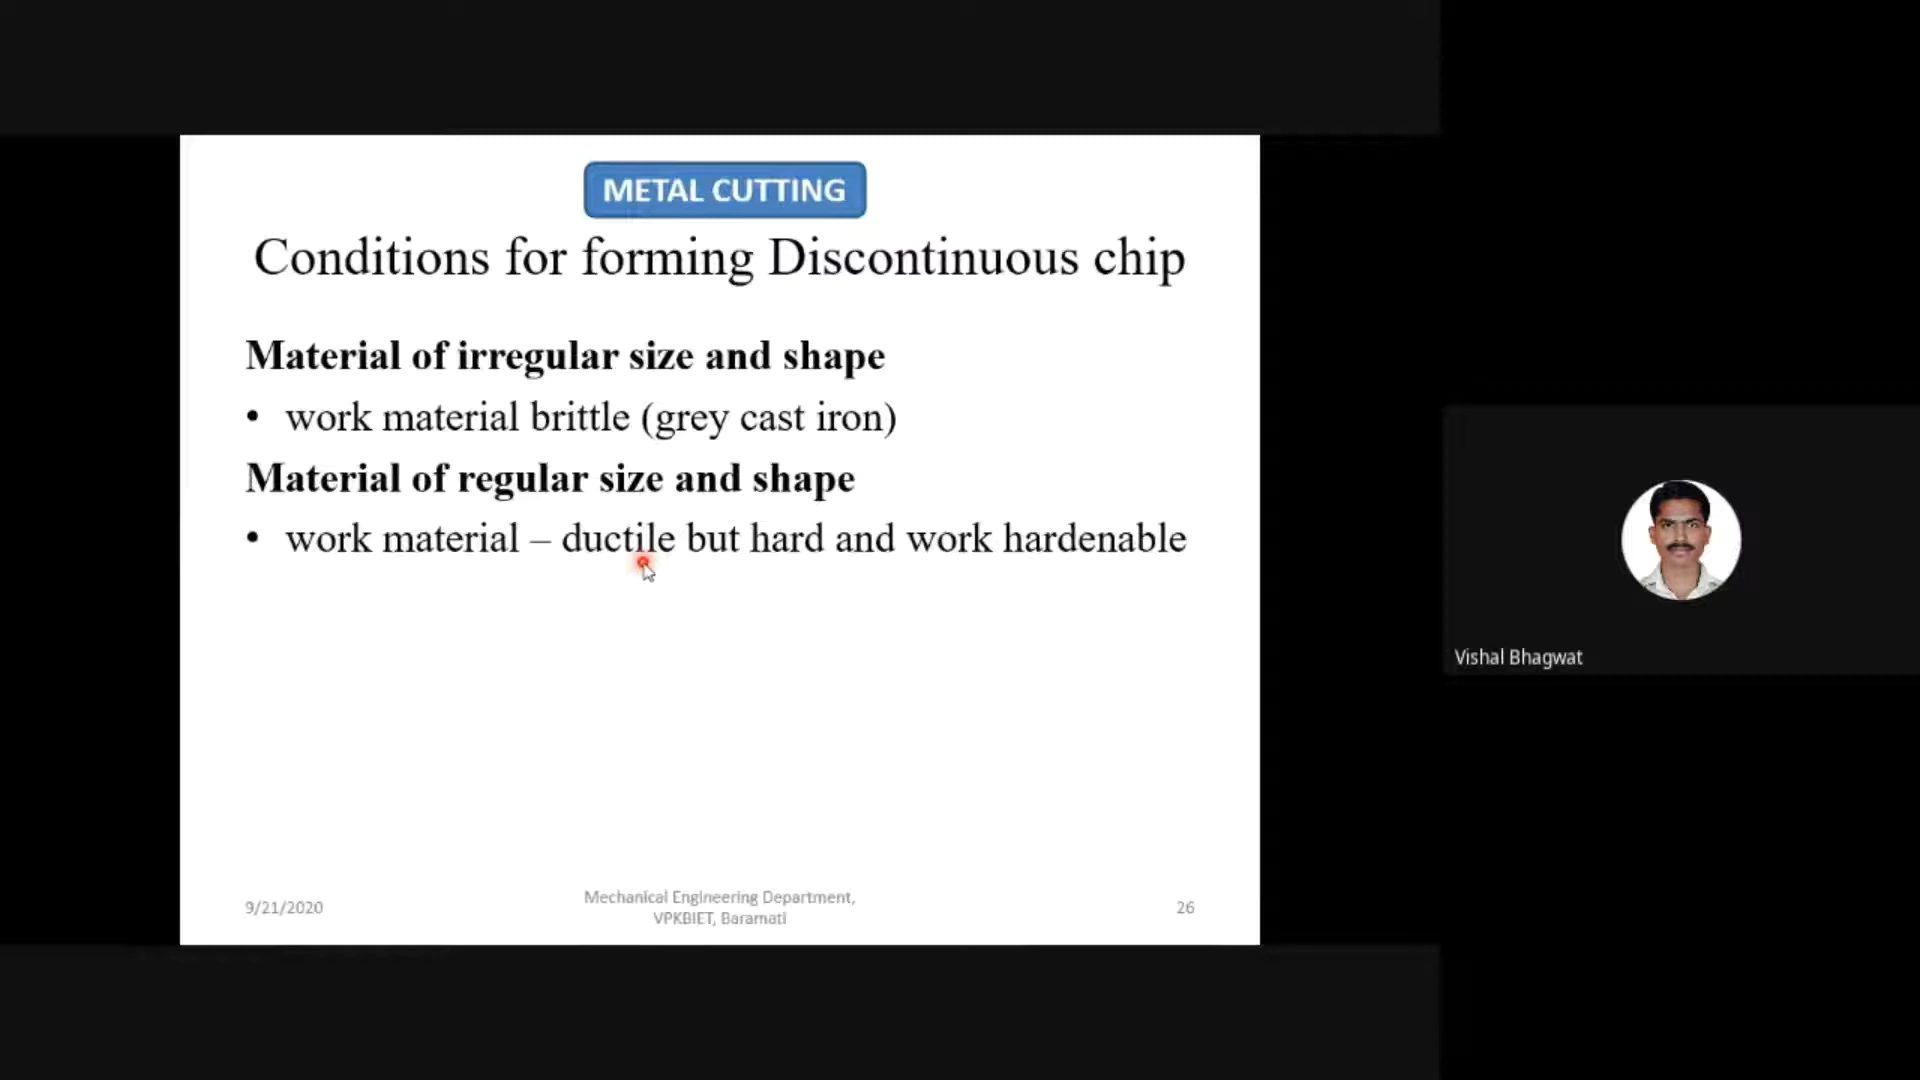 METAL CUTTING
Conditions for forming Discontinuous chip
Material of irregular size and shape
• work material brittle (grey cast iron)
Material of regular size and shape
• work material – ductile but hard and work hardenable
Vishal Bhagwat
9/21/2020
Mechanical Engineering Department,
VPKBIET, Baramati
26